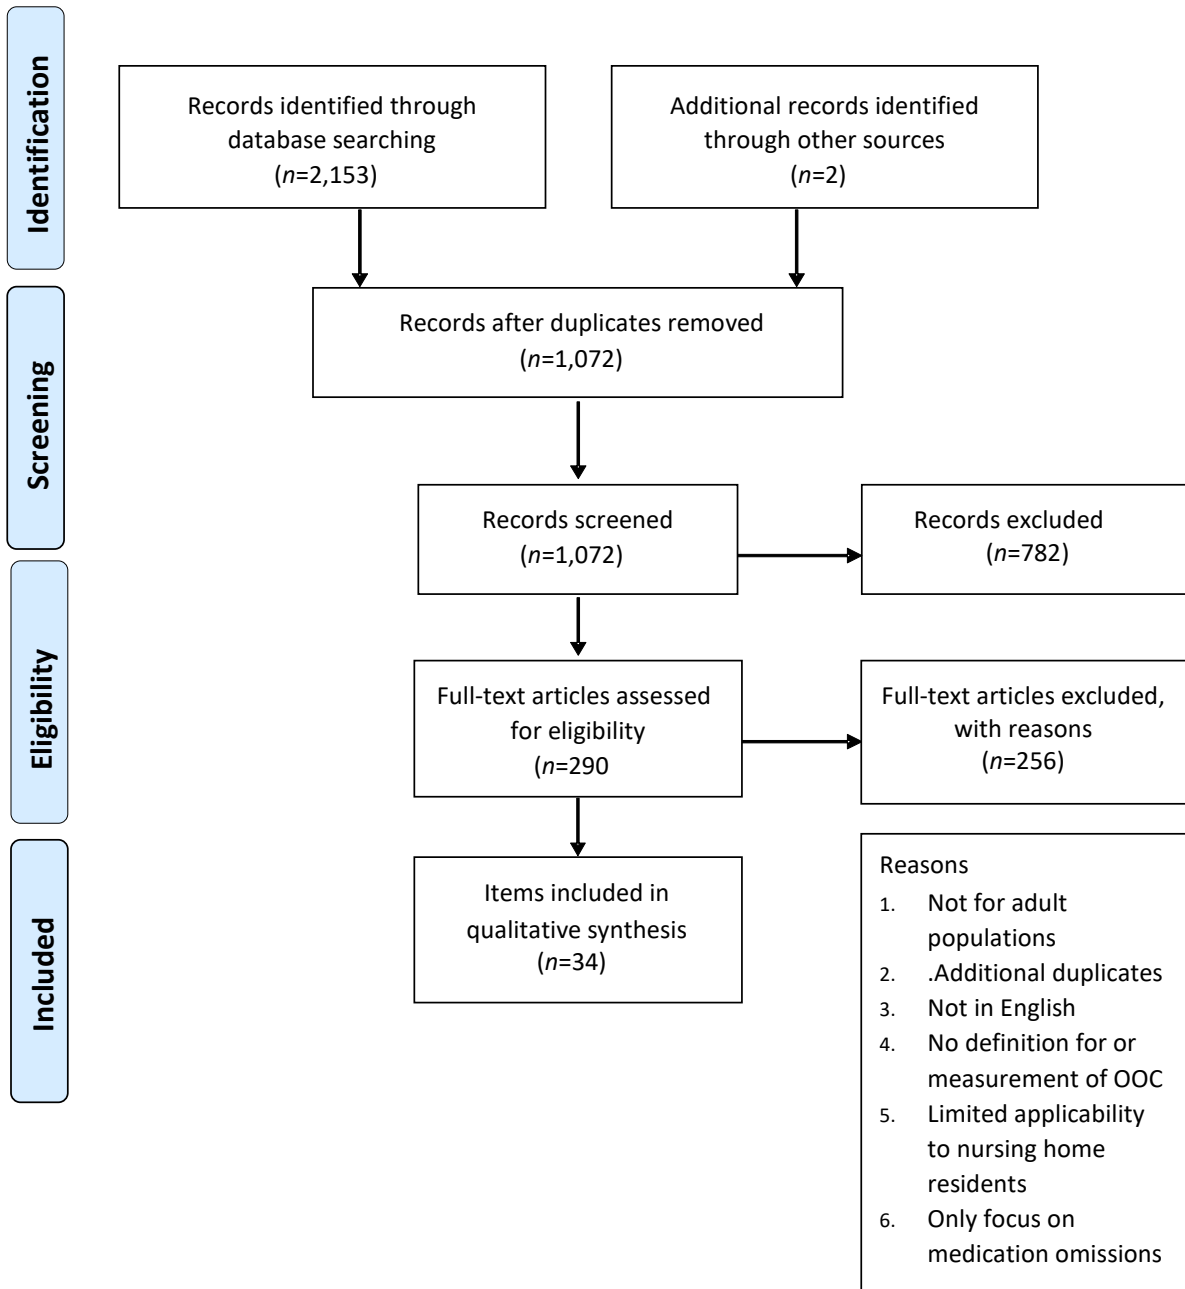 Identification
Records identified through
database searching
(n=2,153)
Additional records identified
through other sources
(n=2)
Screening
Records after duplicates removed
(n=1,072)
Records screened
(n=1,072)
Records excluded
(n=782)
Eligibility
Full-text articles assessed
for eligibility
(n=290
Full-text articles excluded,
with reasons
(n=256)
Included
Items included in
qualitative synthesis
(n=34)
Reasons
1. Not for adult
populations
2. .Additional duplicates
3. Not in English
4. No definition for or
measurement of OOC
5. Limited applicability
to nursing home
residents
6. Only focus on
medication omissions